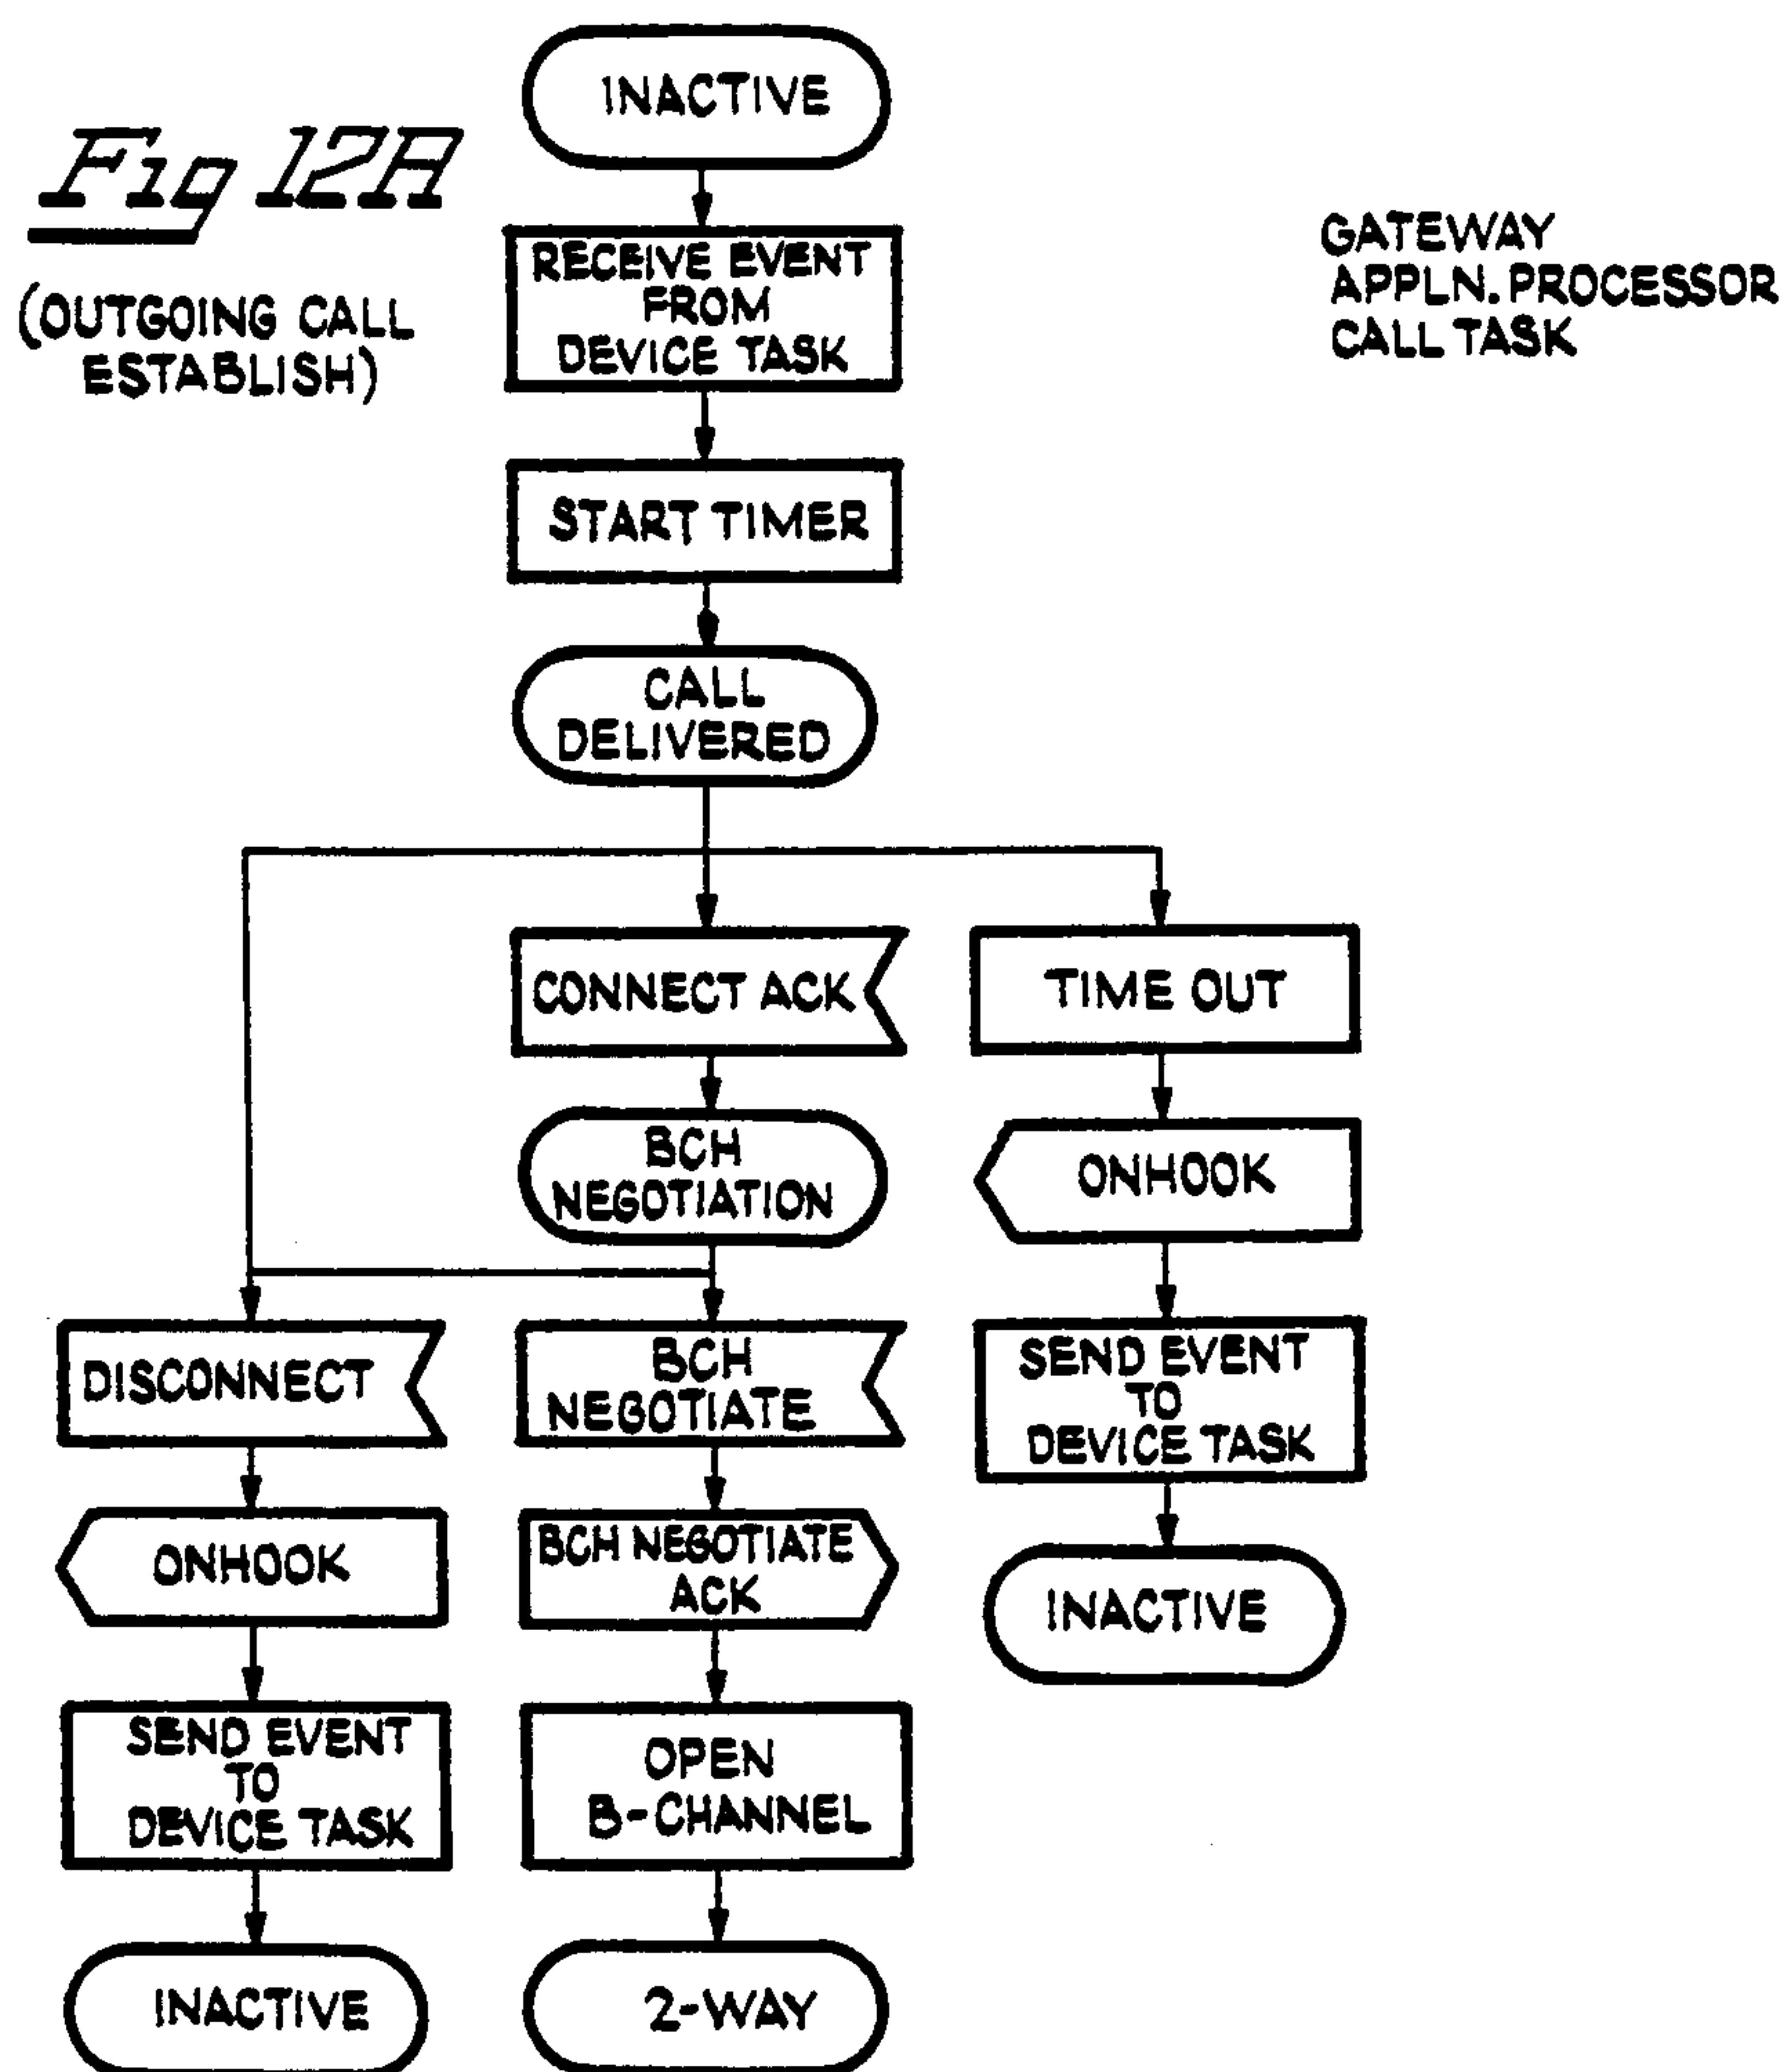 Fig 12A
(OUTGOING CALL
ESTABLISH)
GATEWAY
APPLN. PROCESSOR
CALL TASK
INACTIVE
RECEIVE EVENT
FROM
DEVICE TASK
START TIMER
CALL
DELIVERED
CONNECT ACK
TIME OUT
BCH
NEGOTIATION
ONHOOK
DISCONNECT
BCH
NEGOTIATE
SEND EVENT
TO
DEVICE TASK
ONHOOK
BCH NEGOTIATE
ACK
INACTIVE
SEND EVENT
TO
DEVICE TASK
OPEN
B-CHANNEL
INACTIVE
2-WAY